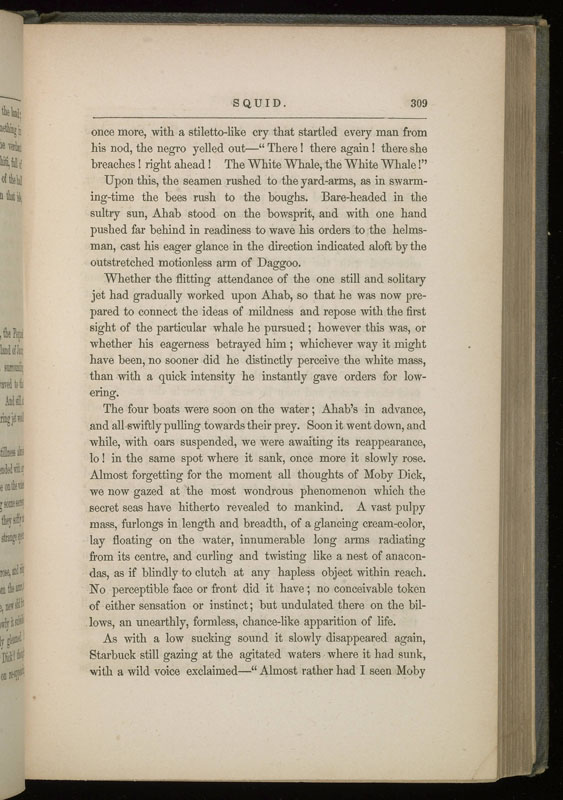 SQUID. 309
once more, with a stiletto-like cry that startled every man from
his nod, the negro yelled out—“There! there again! there she
breaches! right ahead! The White Whale, the White Whale!”
Upon this, the seamen rushed to the yard-arms, as in swarm-
ing-time the bees rush to the boughs. Bare-headed in the
sultry sun, Ahab stood on the bowsprit, and with one hand
pushed far behind in readiness to wave his orders to the helms-
man, cast his eager glance in the direction indicated aloft by the
outstretched motionless arm of Daggoo.
Whether the flitting attendance of the one still and solitary
jet had gradually worked upon Ahab, so that he was now pre-
pared to connect the ideas of mildness and repose with the first
sight of the particular whale he pursued; however this was, or
whether his eagerness betrayed him; whichever way it might
have been, no sooner did he distinctly perceive the white mass,
than with a quick intensity he instantly gave orders for low-
ering.
The four boats were soon on the water; Ahab’s in advance,
and all swiftly pulling towards their prey. Soon it went down, and
while, with oars suspended, we were awaiting its reappearance,
lo! in the same spot where it sank, once more it slowly rose.
Almost forgetting for the moment all thoughts of Moby Dick,
we now gazed at the most wondrous phenomenon which the
secret seas have hitherto revealed to mankind. A vast pulpy
mass, furlongs in length and breadth, of a glancing cream-color,
lay floating on the water, innumerable long arms radiating
from its centre, and curling and twisting like a nest of anacon-
das, as if blindly to clutch at any hapless object within reach.
No perceptible face or front did it have; no conceivable token
of either sensation or instinct; but undulated there on the bil-
lows, an unearthly, formless, chance-like apparition of life.
As with a low sucking sound it slowly disappeared again,
Starbuck still gazing at the agitated waters where it had sunk,
with a wild voice exclaimed—“Almost rather had I seen Moby